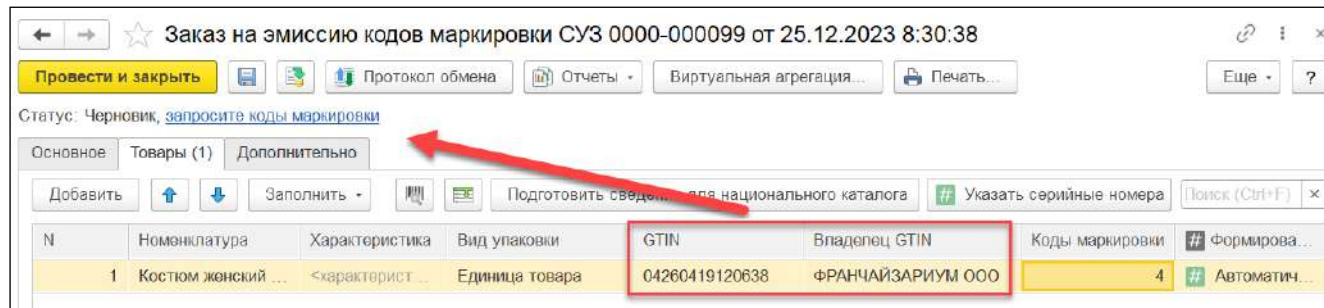 Заказ на эмиссию кодов маркировки СУЗ 0000-000099 от 25.12.2023 8:30:38
Провести и закрыть Протокол обмена Отчеты Виртуальная агрегация... Печать... Еще ?
Статус: Черновик, запросите коды маркировки
Основное Товары (1) Дополнительно
Добавить Заполнить Подготовить для национального каталога Указать серийные номера Поиск (Ctrl+F) ×
N Номенклатура Характеристика Вид упаковки GTIN Владелец GTIN Коды маркировки # Формирова...
1 Костюм женский ... <характерист... Единица товара 04260419120638 ФРАНЧАЙЗАРИУМ ООО 4 # Автоматич...